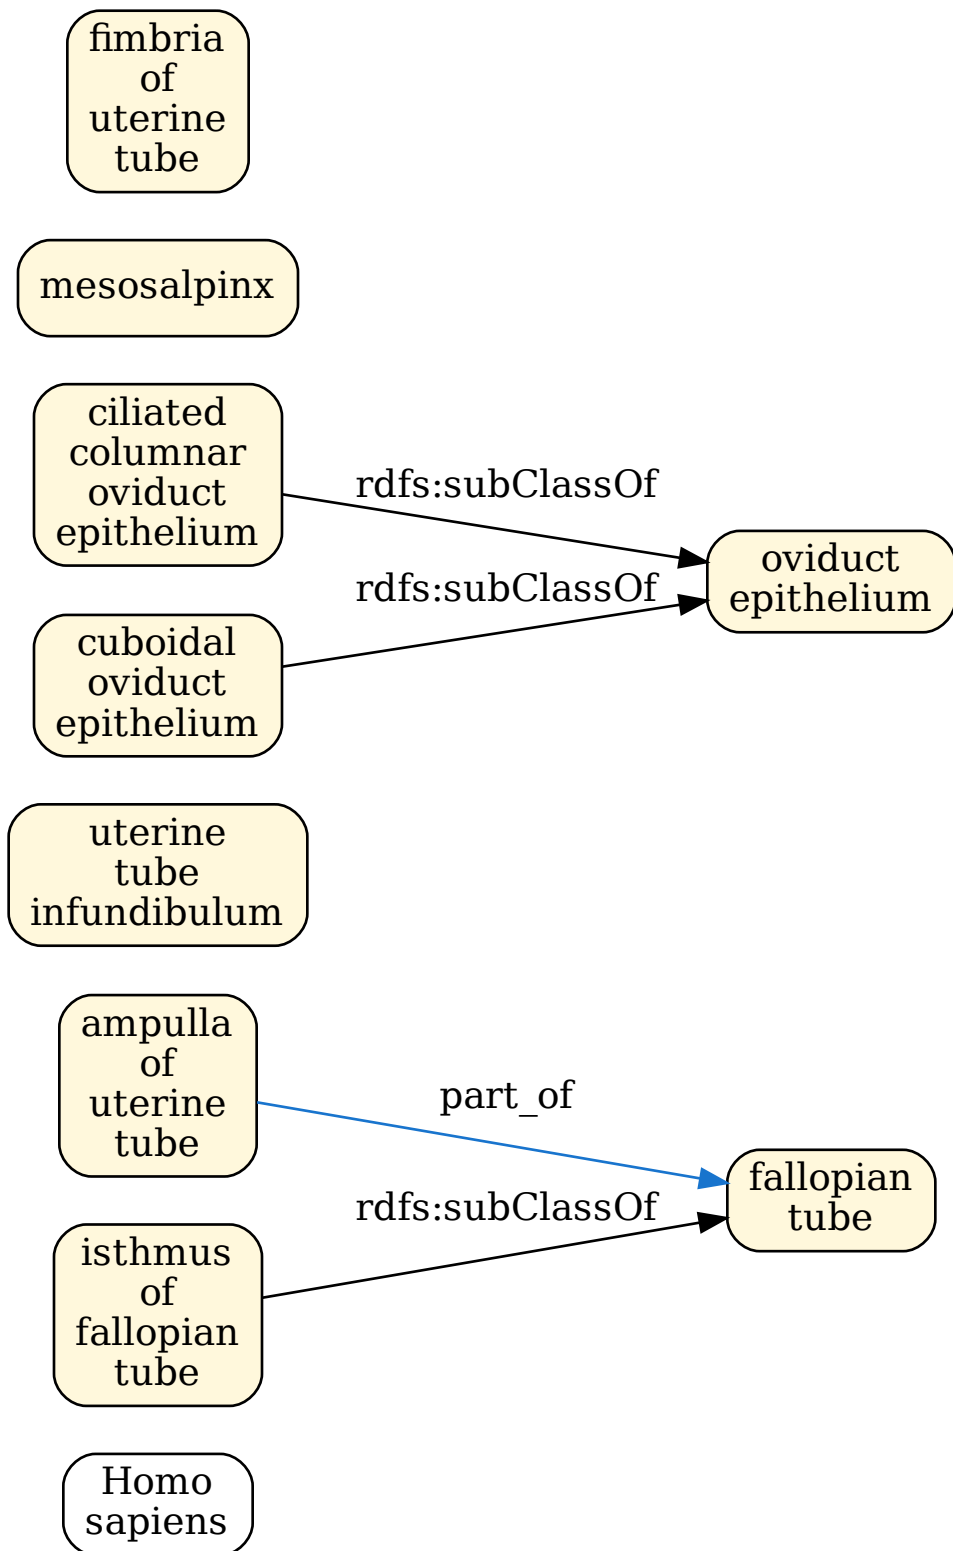 fimbria
of
uterine
tube
mesosalpinx
ciliated
columnar
oviduct
epithelium
rdfs:subClassOf
oviduct
epithelium
rdfs:subClassOf
cuboidal
oviduct
epithelium
uterine
tube
infundibulum
ampulla
of
uterine
tube
part_of
fallopian
tube
rdfs:subClassOf
isthmus
of
fallopian
tube
Homo
sapiens